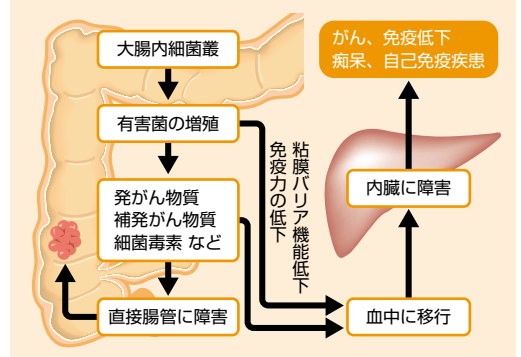 大腸内細菌叢
有害菌の増殖
発がん物質
補発がん物質
細菌毒素 など
直接腸管に障害
粘膜バリア機能低下
免疫力の低下
血中に移行
内臓に障害
がん、免疫低下
痴呆、自己免疫疾患